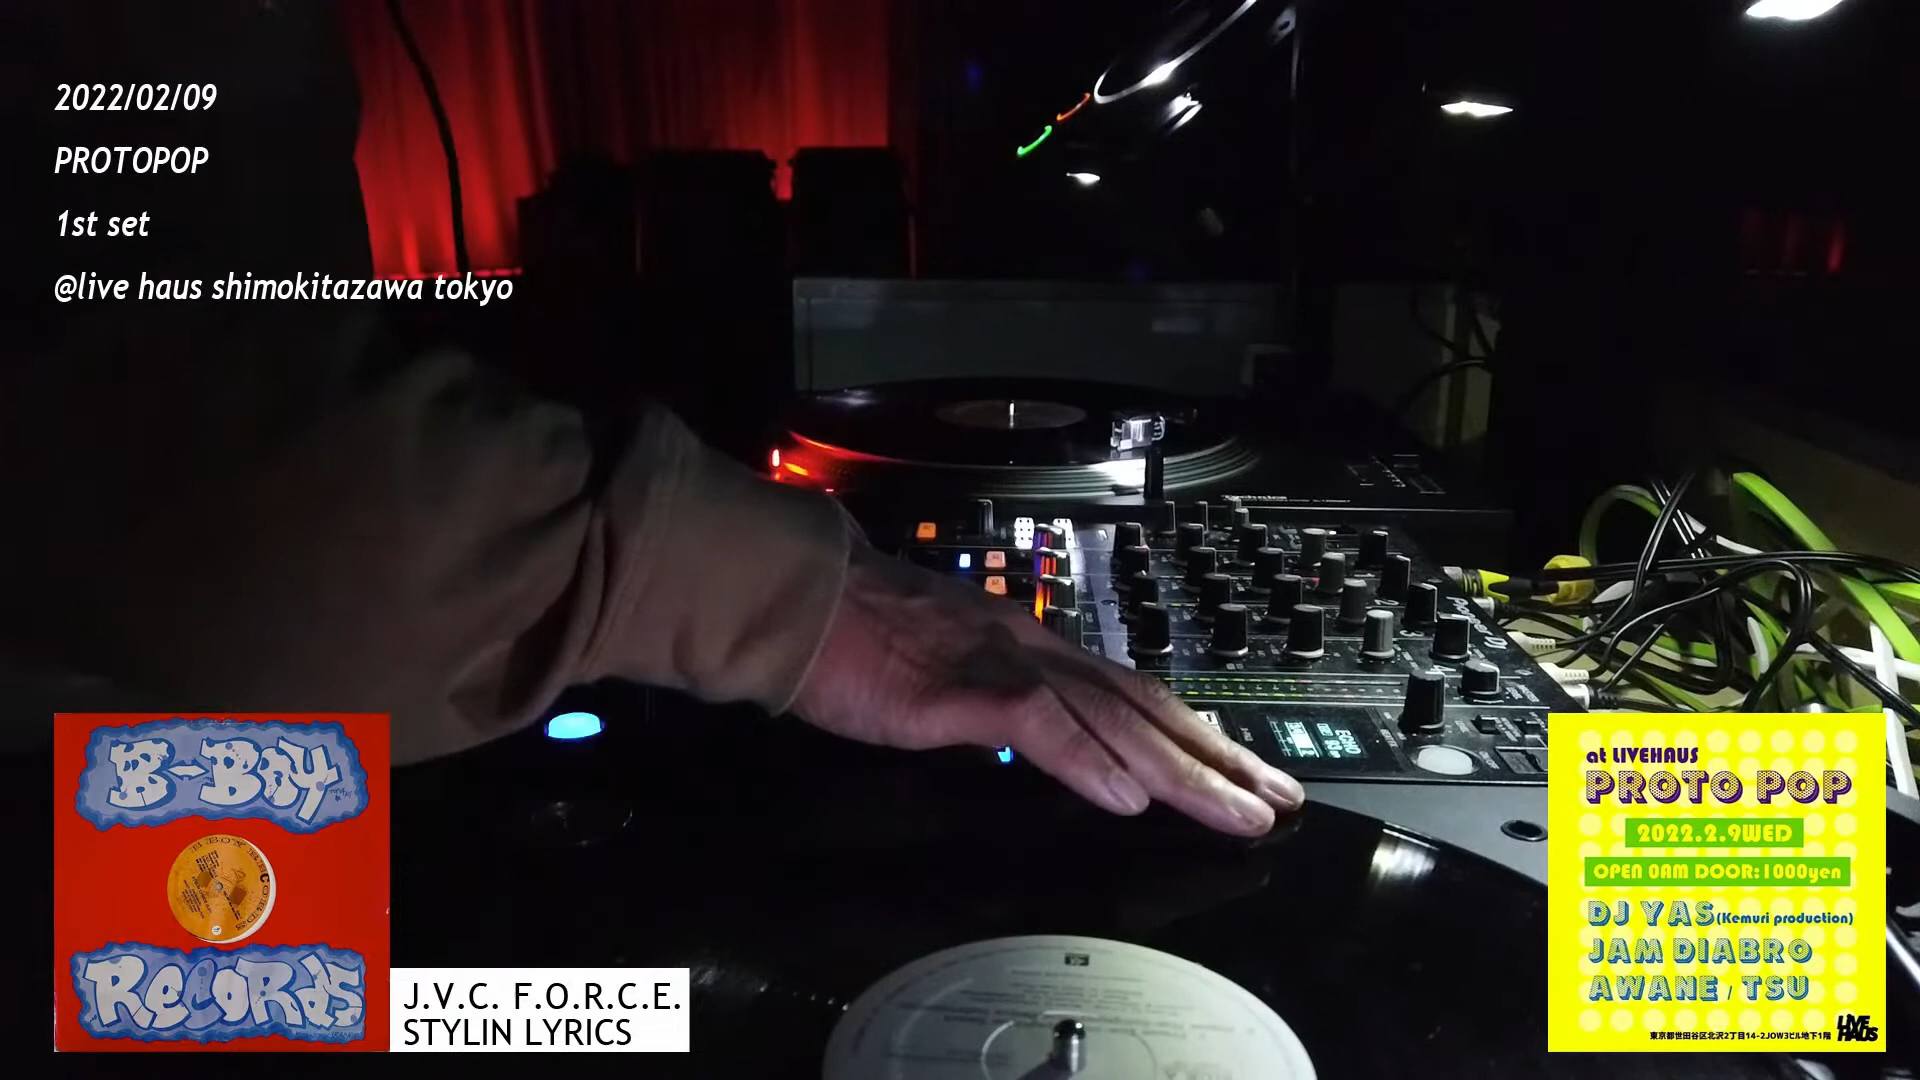 2022/02/09
PROTOPOP
1st set
@live haus shimokitazawa tokyo
B-BOY
RECORDS
J.V.C. F.O.R.C.E.
STYLIN LYRICS
ECHO
at LIVEHAUS
PROTO POP
2022.2.9WED
OPEN 0AM DOOR:1000yen
DJ YAS(Kemuri production)
JAM DIABRO
AWANE / TSU
LIVE HAUS
東京都世田谷区北沢2丁目14-2JOW3ビル地下1階